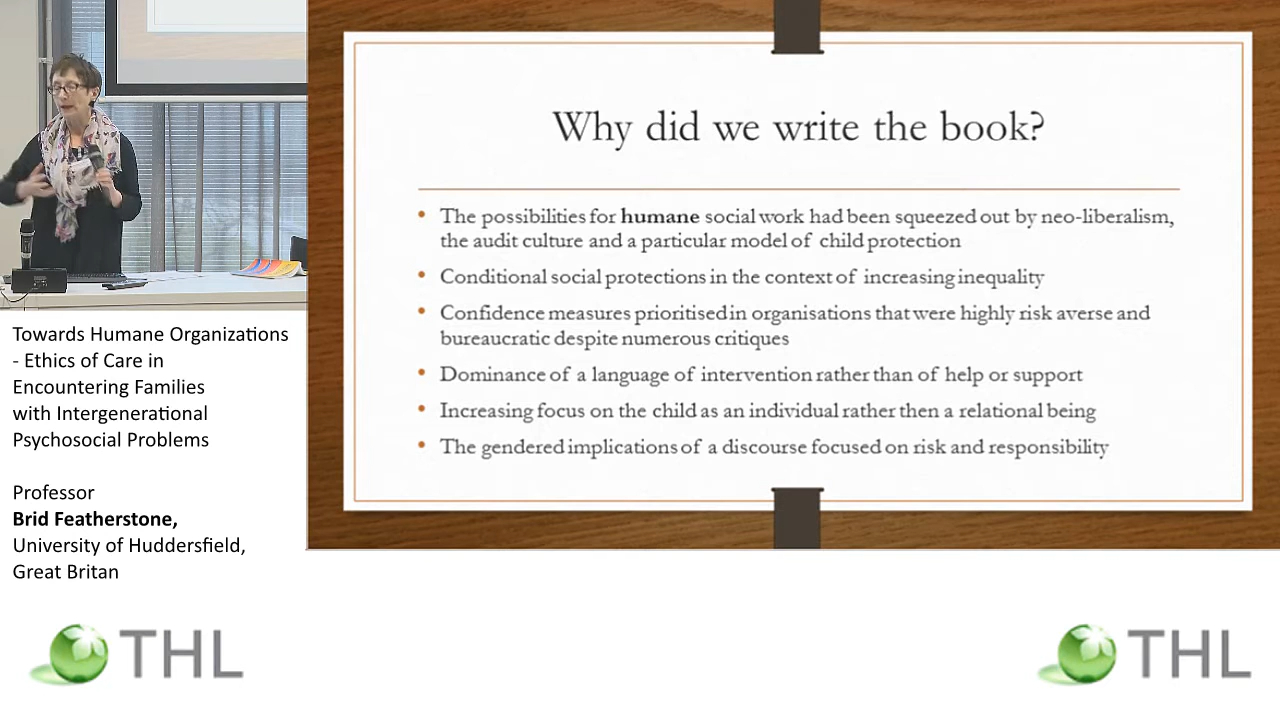 Why did we write the book?
• The possibilities for humane social work had been squeezed out by neo-liberalism,
the audit culture and a particular model of child protection
• Conditional social protections in the context of increasing inequality
• Confidence measures prioritised in organisations that were highly risk averse and
bureaucratic despite numerous critiques
• Dominance of a language of intervention rather than of help or support
• Increasing focus on the child as an individual rather then a relational being
• The gendered implications of a discourse focused on risk and responsibility
Towards Humane Organizations
- Ethics of Care in
Encountering Families
with Intergenerational
Psychosocial Problems
Professor
Brid Featherstone,
University of Huddersfield,
Great Britan
THL
THL